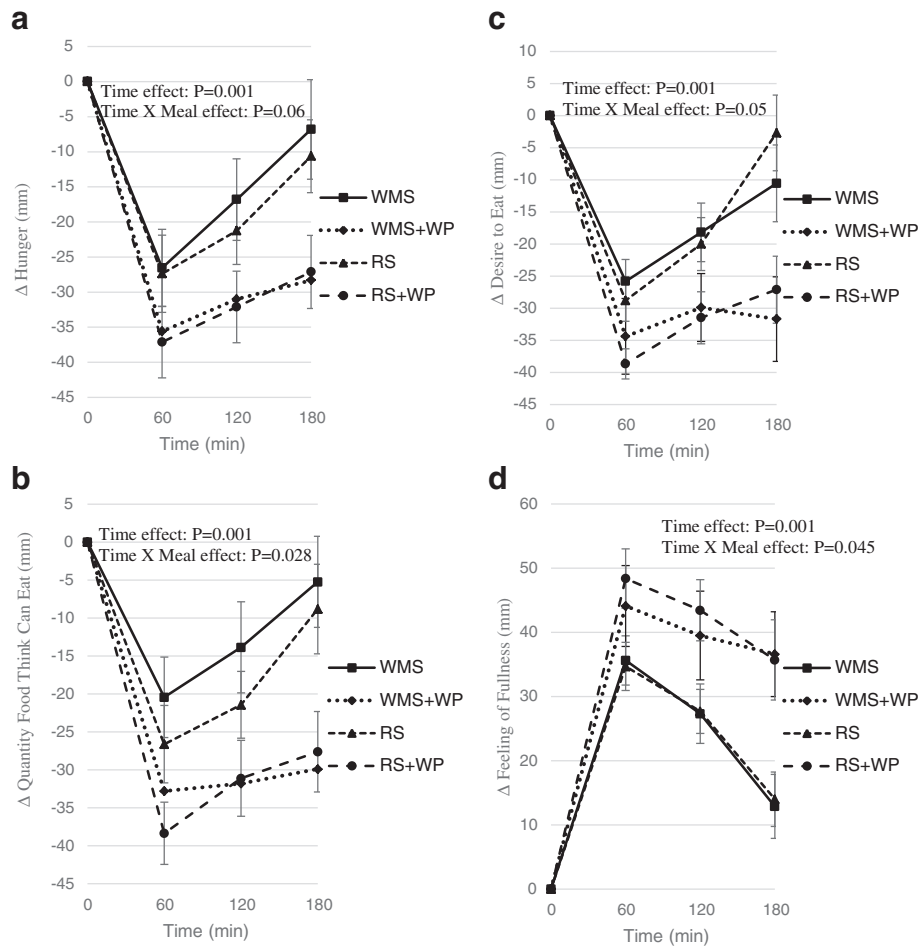 a
5
0
-5
-10
-15
-20
-25
-30
-35
-40
-45
Δ Hunger (mm)
Time effect: P=0.001
Time X Meal effect: P=0.06
WMS
WMS+WP
RS
RS+WP
0 60 120 180
Time (min)
c
10
5
0
-5
-10
-15
-20
-25
-30
-35
-40
-45
Δ Desire to Eat (mm)
Time effect: P=0.001
Time X Meal effect: P=0.05
WMS
WMS+WP
RS
RS+WP
0 60 120 180
Time (min)
b
5
0
-5
-10
-15
-20
-25
-30
-35
-40
-45
Δ Quantity Food Think Can Eat (mm)
Time effect: P=0.001
Time X Meal effect: P=0.028
WMS
WMS+WP
RS
RS+WP
0 60 120 180
Time (min)
d
60
50
40
30
20
10
0
Δ Feeling of Fullness (mm)
Time effect: P=0.001
Time X Meal effect: P=0.045
WMS
WMS+WP
RS
RS+WP
0 60 120 180
Time (min)